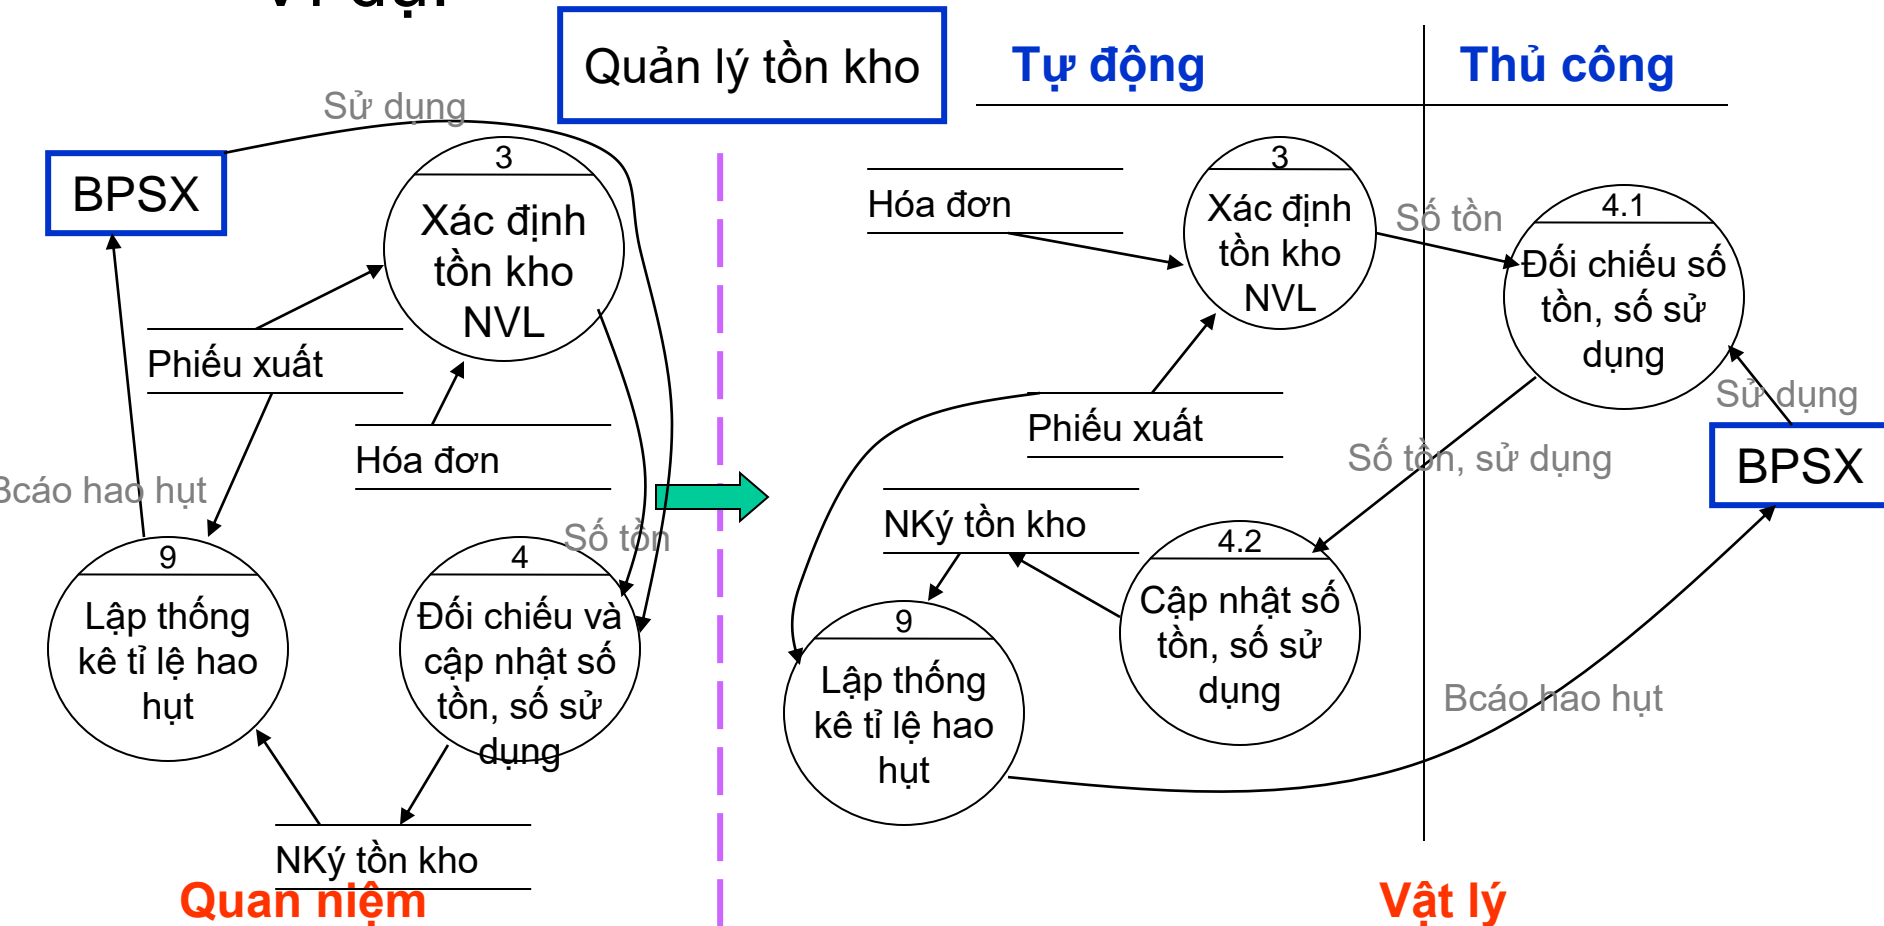 Ví dụ:
Quản lý tồn kho
Tự động
Thủ công
Sử dụng
BPSX
3
Xác định
tồn kho
NVL
Phiếu xuất
Hóa đơn
Bcáo hao hụt
Số tồn
9
Lập thống
kê tỉ lệ hao
hụt
4
Đối chiếu và
cập nhật số
tồn, số sử
dụng
NKý tồn kho
Quan niệm
Hóa đơn
3
Xác định
tồn kho
NVL
Số tồn
4.1
Đối chiếu số
tồn, số sử
dụng
Sử dụng
Phiếu xuất
Số tồn, sử dụng
BPSX
NKý tồn kho
4.2
Cập nhật số
tồn, số sử
dụng
9
Lập thống
kê tỉ lệ hao
hụt
Bcáo hao hụt
Vật lý